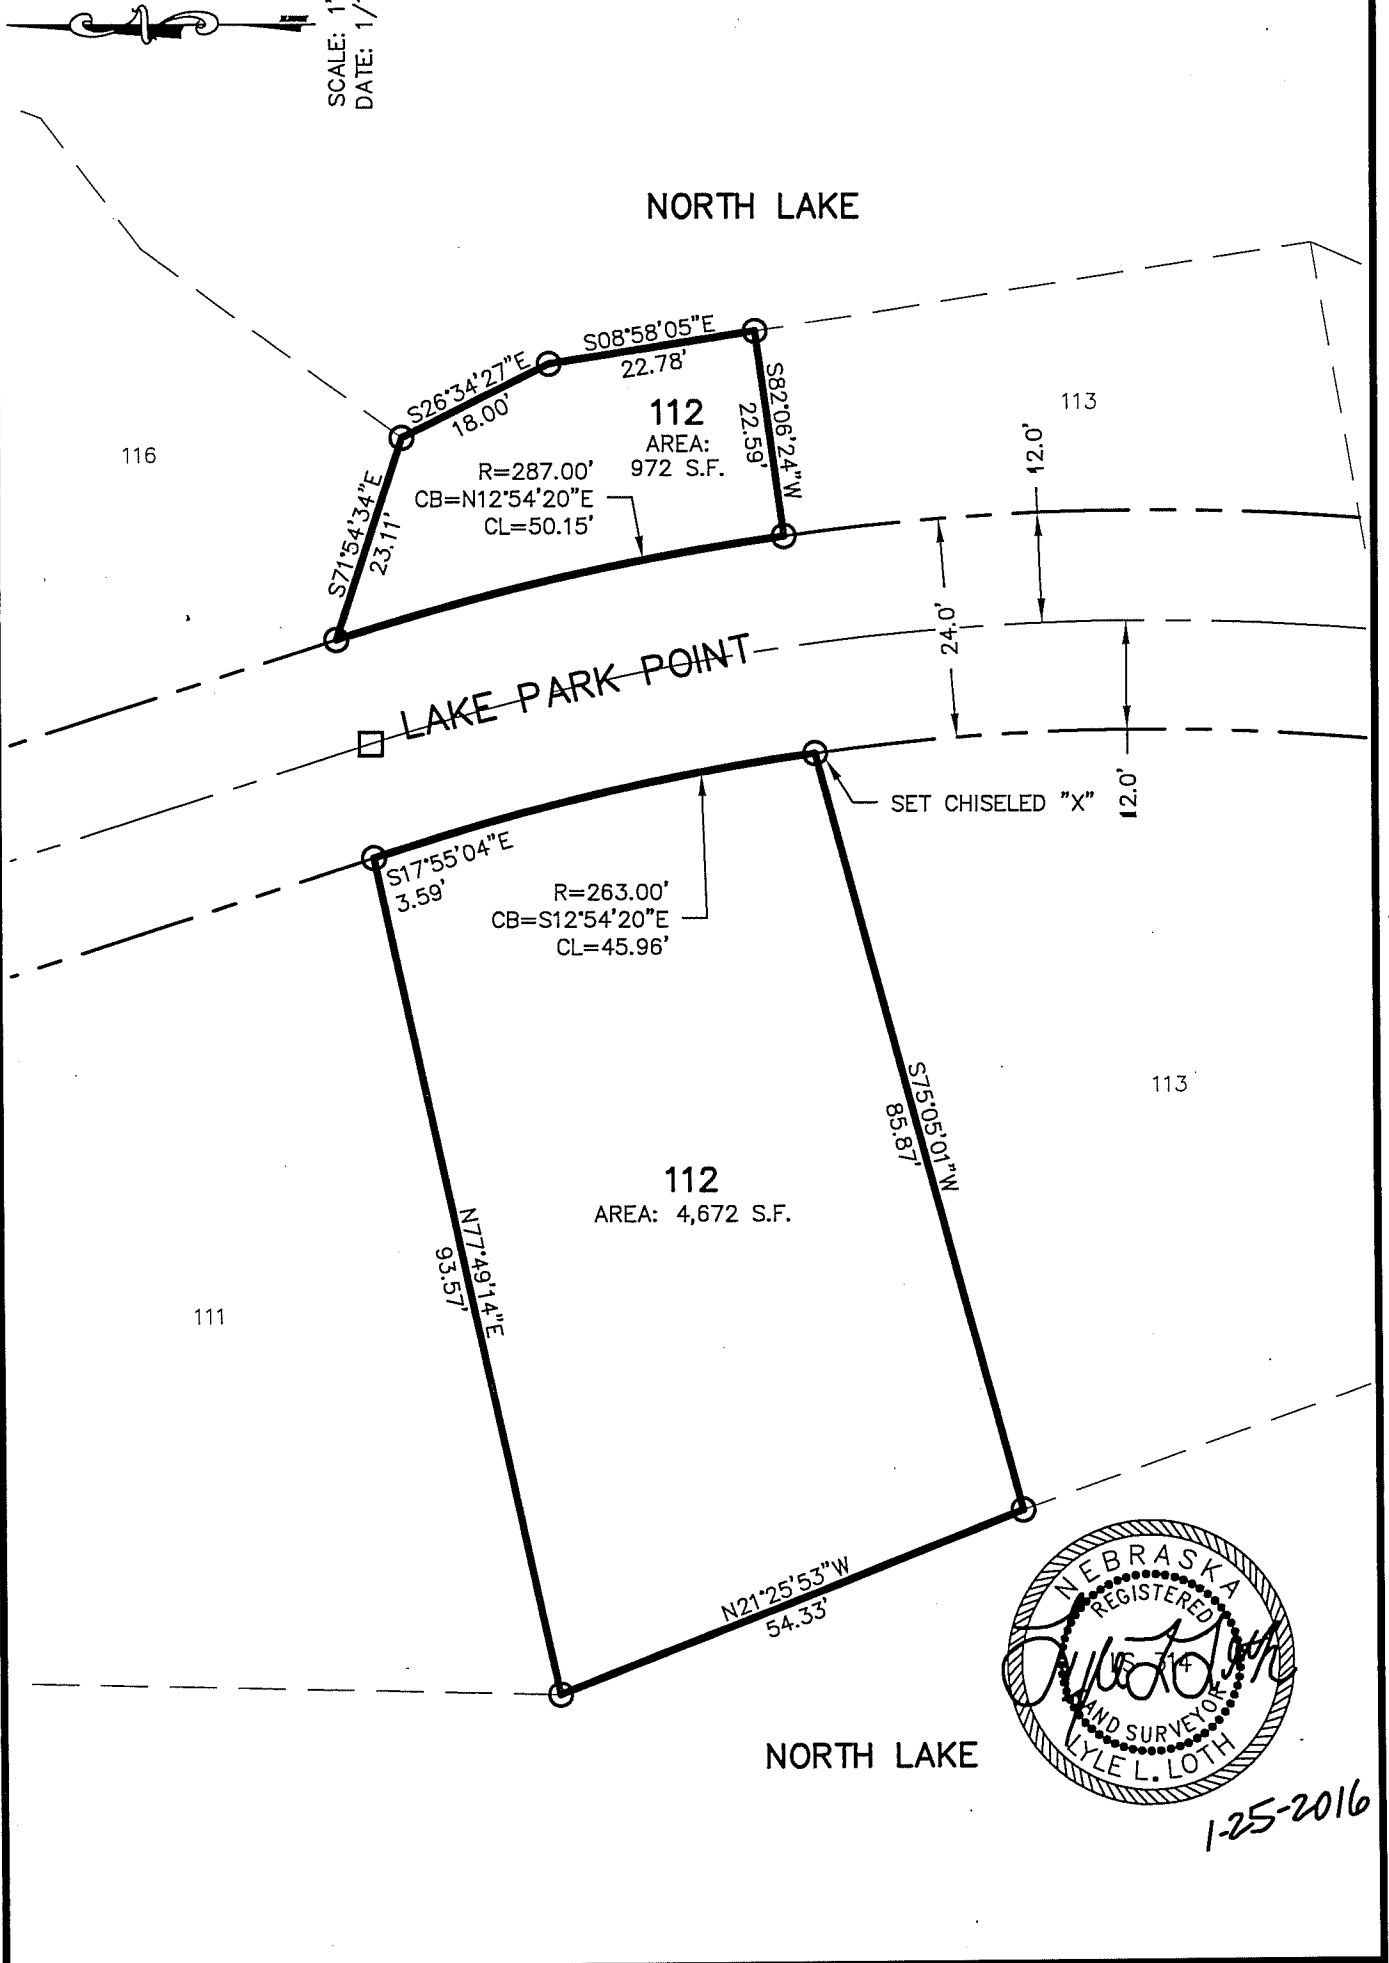 SCALE: 1"
DATE: 1/
NORTH LAKE
S08°58'05"E
22.78'
S26°34'27"E
18.00'
S71°54'34"E
23.11'
S82°06'24"W
22.59'
112
AREA:
972 S.F.
R=287.00'
CB=N12°54'20"E
CL=50.15'
116
113
12.0'
24.0'
12.0'
LAKE PARK POINT
SET CHISELED "X"
S17°55'04"E
3.59'
R=263.00'
CB=S12°54'20"E
CL=45.96'
S75°05'01"W
85.87'
113
112
AREA: 4,672 S.F.
N77°49'14"E
93.57'
111
N21°25'53"W
54.33'
NORTH LAKE
NEBRASKA
REGISTERED
LS 314
LAND SURVEYOR
LYLE L. LOTH
1-25-2016